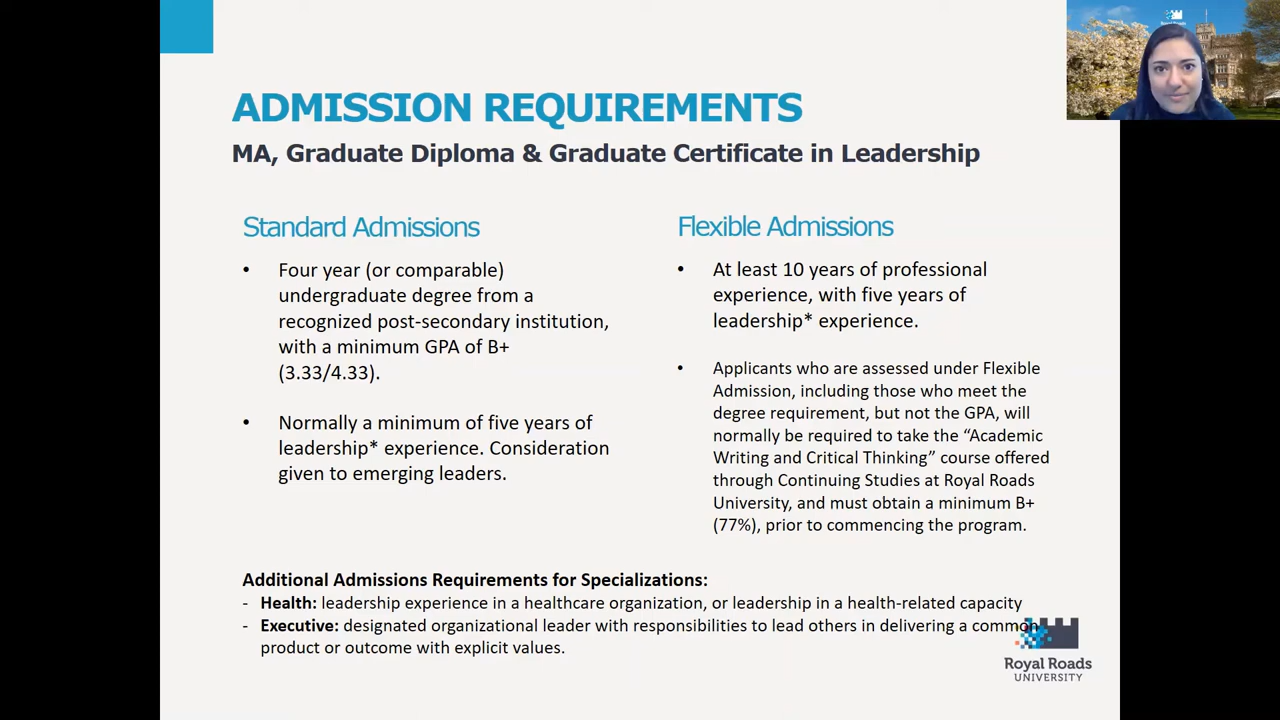 ADMISSION REQUIREMENTS
MA, Graduate Diploma & Graduate Certificate in Leadership
Standard Admissions
• Four year (or comparable)
undergraduate degree from a
recognized post-secondary institution,
with a minimum GPA of B+
(3.33/4.33).
• Normally a minimum of five years of
leadership* experience. Consideration
given to emerging leaders.
Flexible Admissions
• At least 10 years of professional
experience, with five years of
leadership* experience.
• Applicants who are assessed under Flexible
Admission, including those who meet the
degree requirement, but not the GPA, will
normally be required to take the “Academic
Writing and Critical Thinking” course offered
through Continuing Studies at Royal Roads
University, and must obtain a minimum B+
(77%), prior to commencing the program.
Additional Admissions Requirements for Specializations:
- Health: leadership experience in a healthcare organization, or leadership in a health-related capacity
- Executive: designated organizational leader with responsibilities to lead others in delivering a common
product or outcome with explicit values.
Royal Roads
UNIVERSITY
Royal Roads